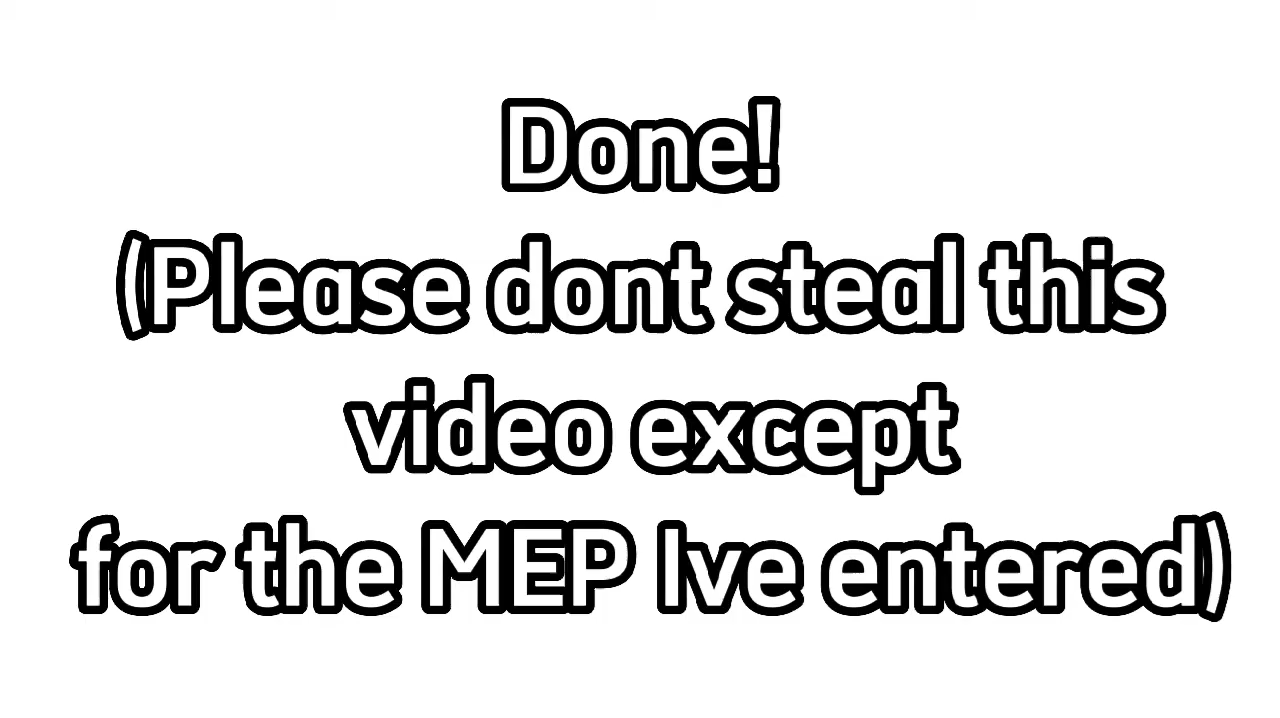 Done!
(Please dont steal this
video except
for the MEP Ive entered)